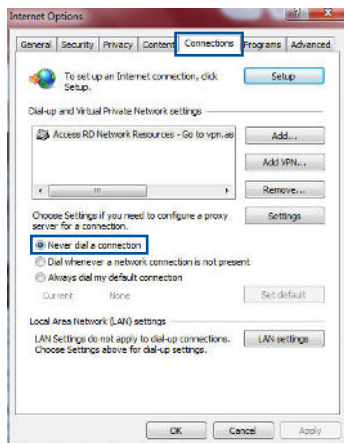 Internet Options
General Security Privacy Content Connections Programs Advanced
To set up an Internet connection, click
Setup.
Setup
Dial-up and Virtual Private Network settings
Access RD Network Resources - Go to vpn.as
Add...
Add VPN...
Remove...
Choose Settings if you need to configure a proxy
server for a connection.
Settings
Never dial a connection
Dial whenever a network connection is not present
Always dial my default connection
Current None
Set default
Local Area Network (LAN) settings
LAN Settings do not apply to dial-up connections.
Choose Settings above for dial-up settings.
LAN settings
OK Cancel Apply